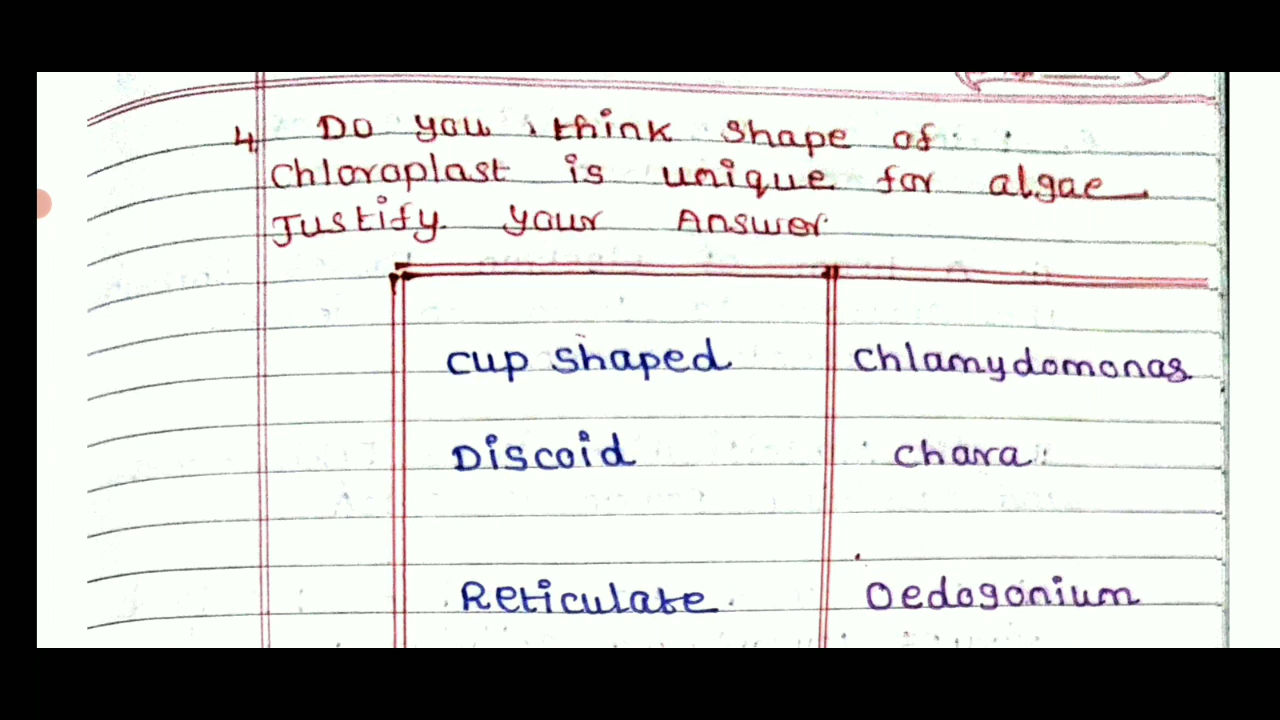 4. Do you think shape of
Chloroplast is unique for algae.
Justify your Answer.
cup shaped chlamydomonas
Discoid chara
Reticulate Oedogonium